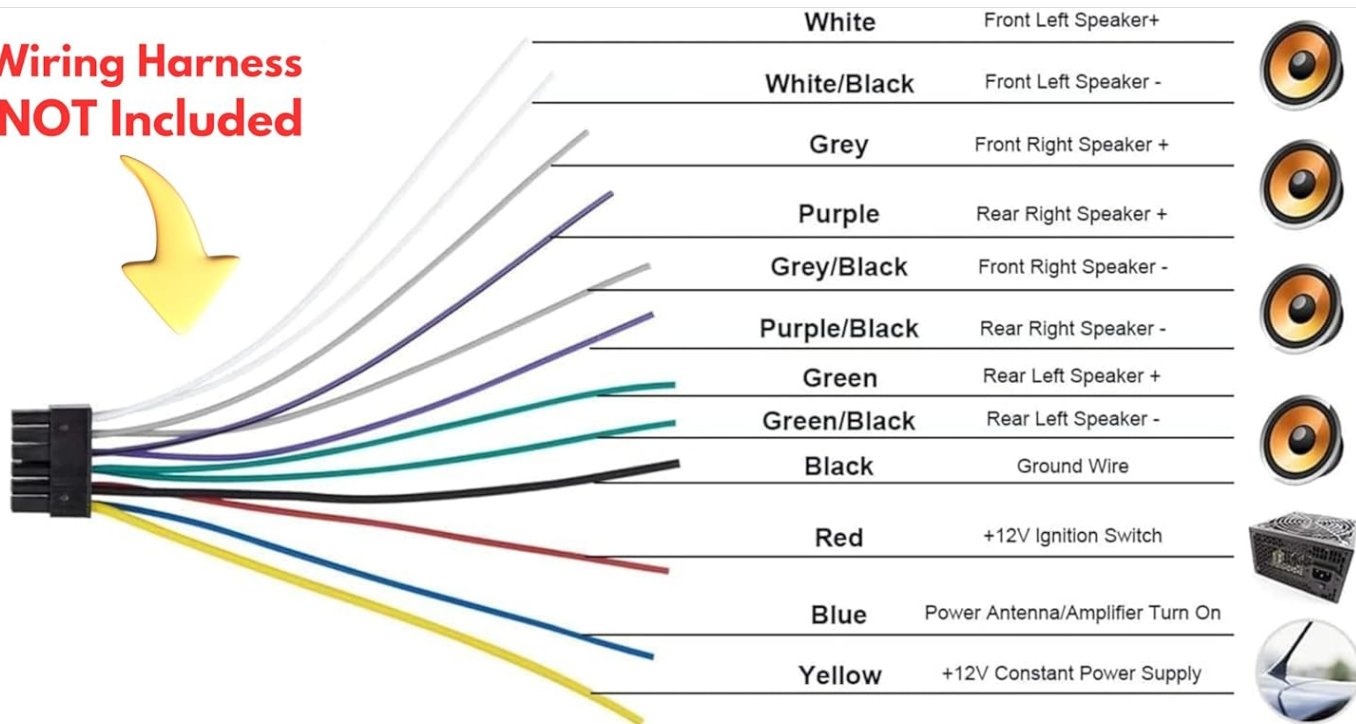 Wiring Harness
NOT Included
White Front Left Speaker+
White/Black Front Left Speaker -
Grey Front Right Speaker +
Purple Rear Right Speaker +
Grey/Black Front Right Speaker -
Purple/Black Rear Right Speaker -
Green Rear Left Speaker +
Green/Black Rear Left Speaker -
Black Ground Wire
Red +12V Ignition Switch
Blue Power Antenna/Amplifier Turn On
Yellow +12V Constant Power Supply